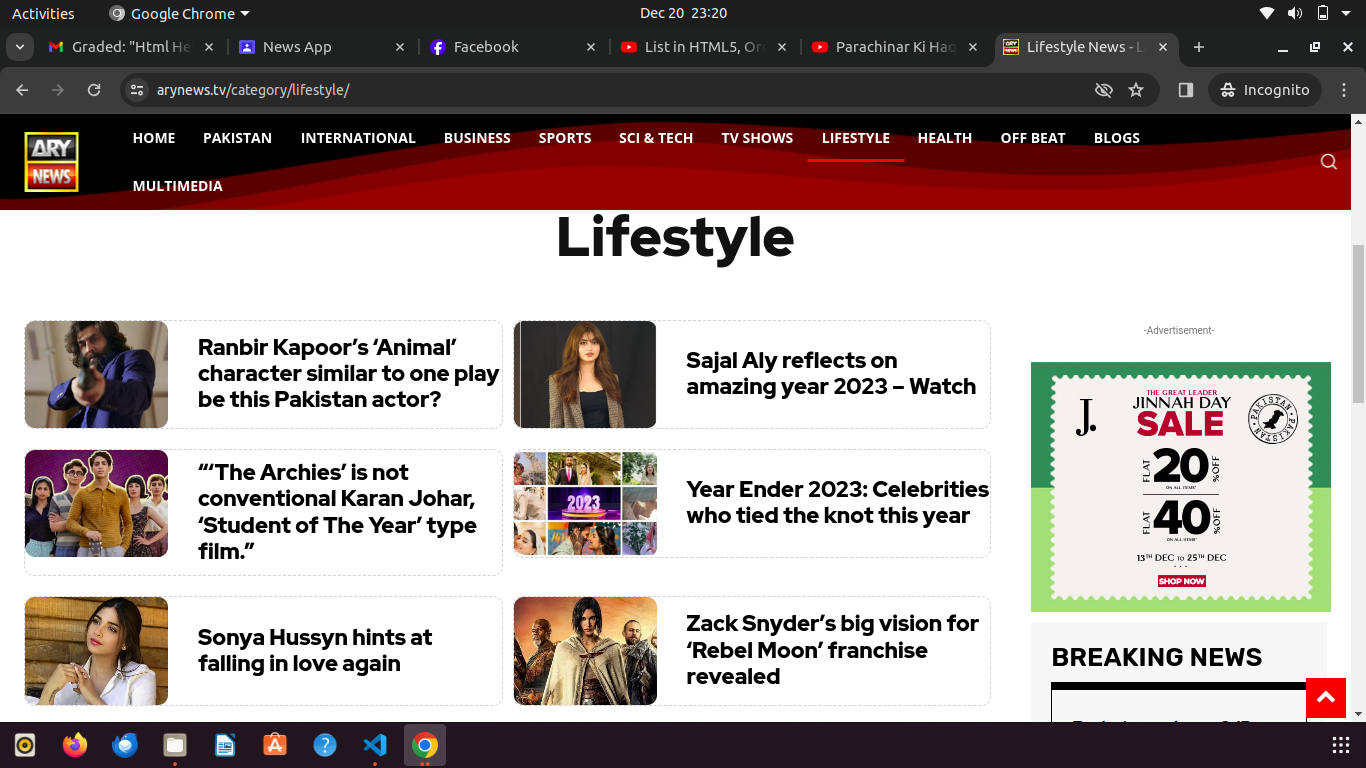 Activities
Google Chrome
Dec 20 23:20
Graded: "Html He
News App
Facebook
List in HTML5, Or
Parachinar Ki Haq
Lifestyle News - L
arynews.tv/category/lifestyle/
Incognito
ARY
NEWS
HOME
PAKISTAN
INTERNATIONAL
BUSINESS
SPORTS
SCI & TECH
TV SHOWS
LIFESTYLE
HEALTH
OFF BEAT
BLOGS
MULTIMEDIA
Lifestyle
Ranbir Kapoor’s ‘Animal’
character similar to one play
be this Pakistan actor?
Sajal Aly reflects on
amazing year 2023 – Watch
“‘The Archies’ is not
conventional Karan Johar,
‘Student of The Year’ type
film.”
2023
Year Ender 2023: Celebrities
who tied the knot this year
Sonya Hussyn hints at
falling in love again
Zack Snyder’s big vision for
‘Rebel Moon’ franchise
revealed
-Advertisement-
J.
THE GREAT LEADER
JINNAH DAY
SALE
PAKISTAN
PAKISTAN
FLAT 20 %OFF
ON ALL ITEMS*
FLAT 40 %OFF
ON ALL ITEMS*
13TH DEC TO 25TH DEC
SHOP NOW
BREAKING NEWS